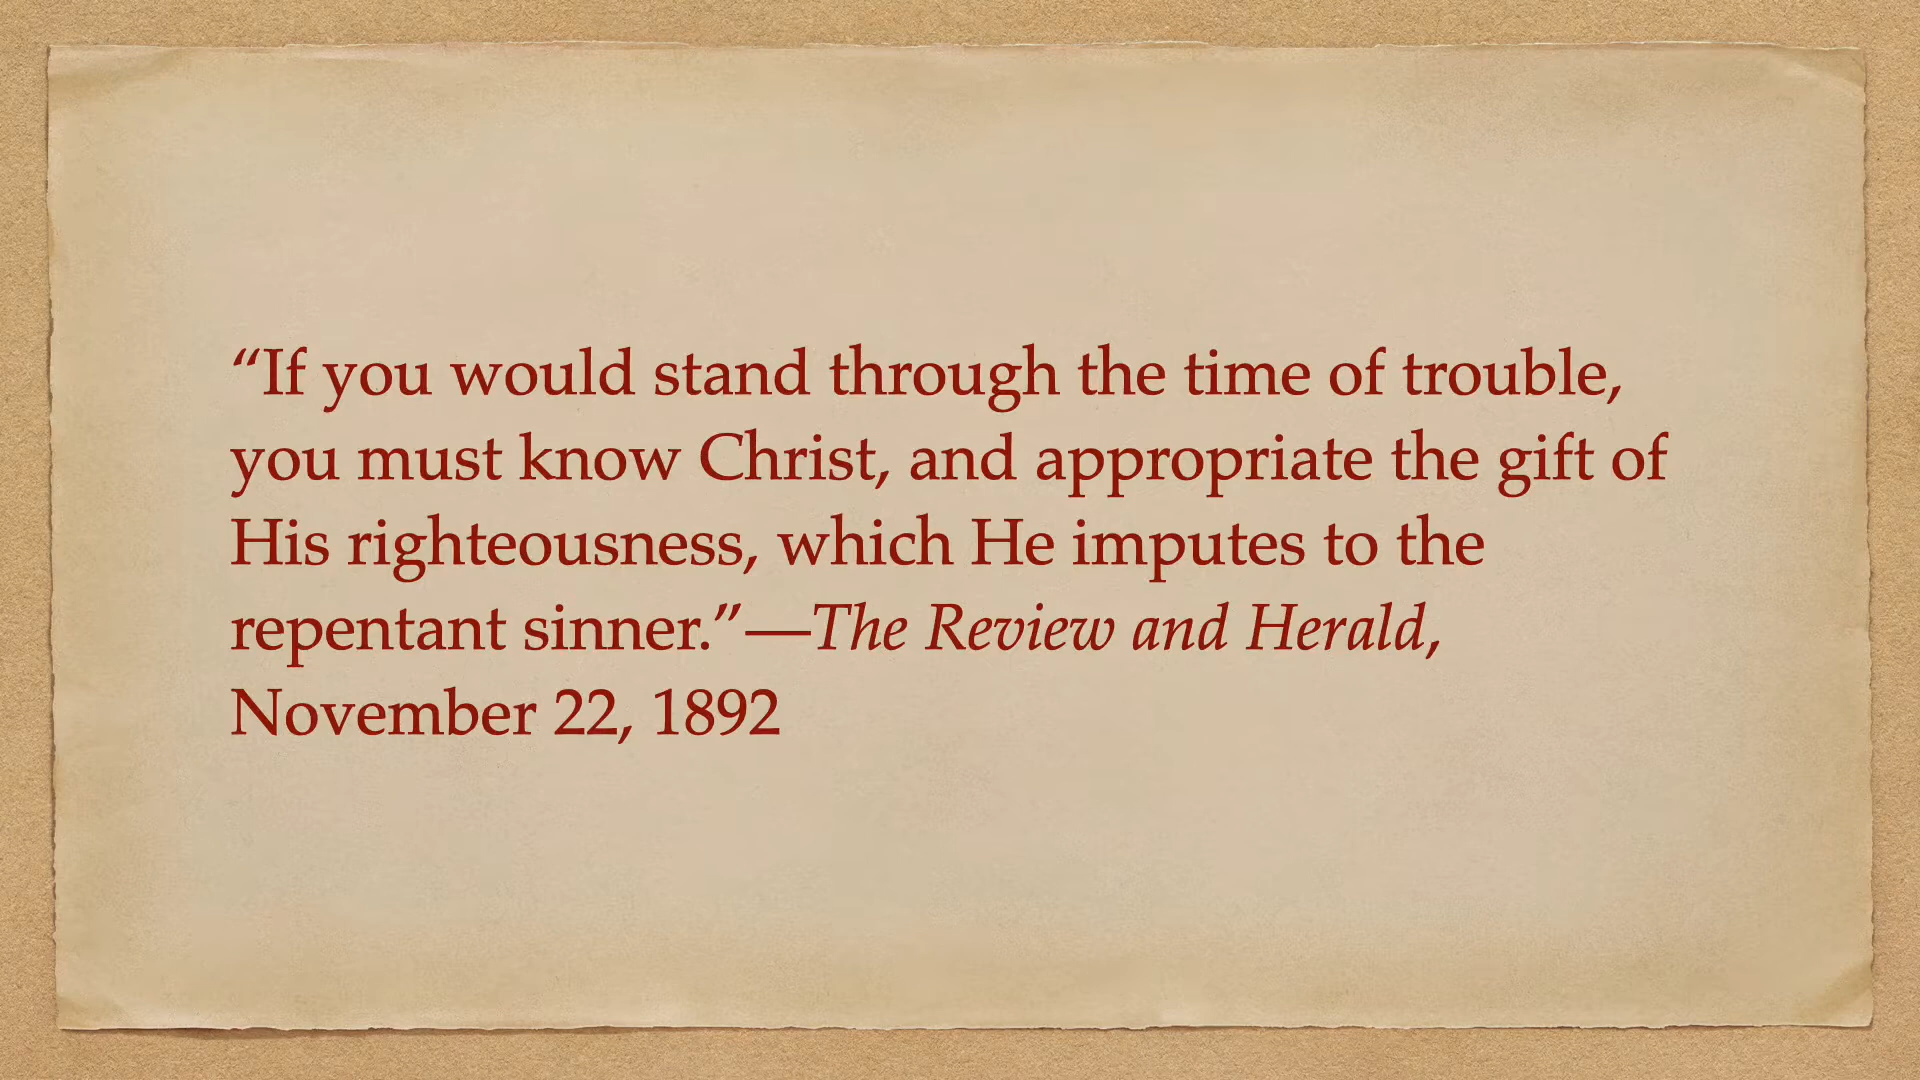 “If you would stand through the time of trouble,
you must know Christ, and appropriate the gift of
His righteousness, which He imputes to the
repentant sinner.”—The Review and Herald,
November 22, 1892